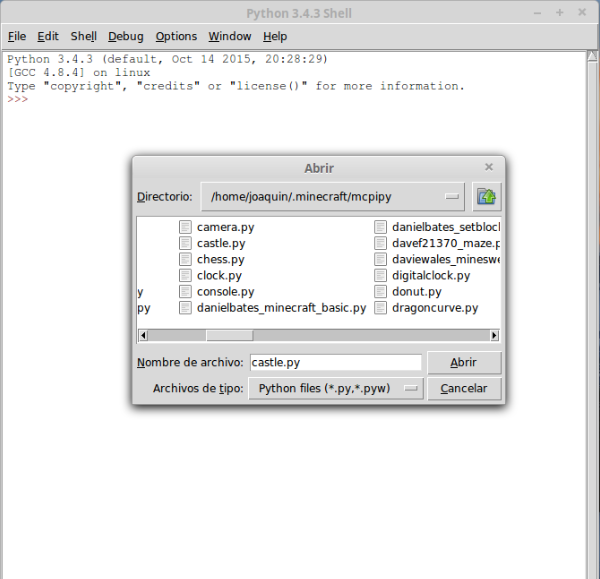 Python 3.4.3 Shell
File Edit Shell Debug Options Window Help
Python 3.4.3 (default, Oct 14 2015, 20:28:29)
[GCC 4.8.4] on linux
Type "copyright", "credits" or "license()" for more information.
>>>
Abrir
Directorio: /home/joaquin/.minecraft/mcpipy
camera.py
castle.py
chess.py
clock.py
y console.py
py danielbates_minecraft_basic.py
danielbates_setbloc
davef21370_maze.p
daviewales_mineswe
digitalclock.py
donut.py
dragoncurve.py
Nombre de archivo: castle.py Abrir
Archivos de tipo: Python files (*.py,*.pyw) Cancelar